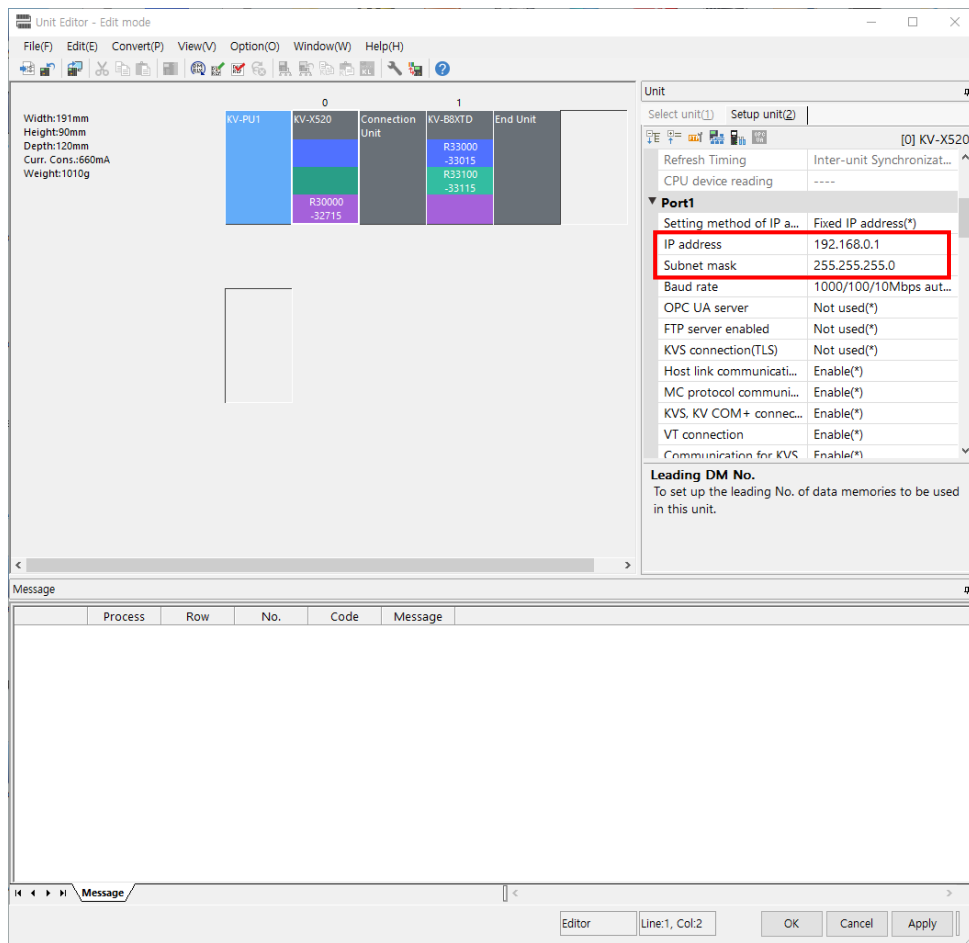 Unit Editor - Edit mode
File(F) Edit(E) Convert(P) View(V) Option(O) Window(W) Help(H)
Width:191mm
Height:90mm
Depth:120mm
Curr. Cons.:660mA
Weight:1010g
0 1
KV-PU1 KV-X520 Connection Unit KV-B8XTD End Unit
R33000
-33015
R33100
-33115
R30000
-32715
Unit
Select unit(1) Setup unit(2)
[0] KV-X520
Refresh Timing Inter-unit Synchronizat...
CPU device reading ----
Port1
Setting method of IP a... Fixed IP address(*)
IP address 192.168.0.1
Subnet mask 255.255.255.0
Baud rate 1000/100/10Mbps aut...
OPC UA server Not used(*)
FTP server enabled Not used(*)
KVS connection(TLS) Not used(*)
Host link communicati... Enable(*)
MC protocol communi... Enable(*)
KVS, KV COM+ connec... Enable(*)
VT connection Enable(*)
Communication for KVS Enable(*)
Leading DM No.
To set up the leading No. of data memories to be used
in this unit.
Message
Process Row No. Code Message
Message
Editor Line:1, Col:2 OK Cancel Apply